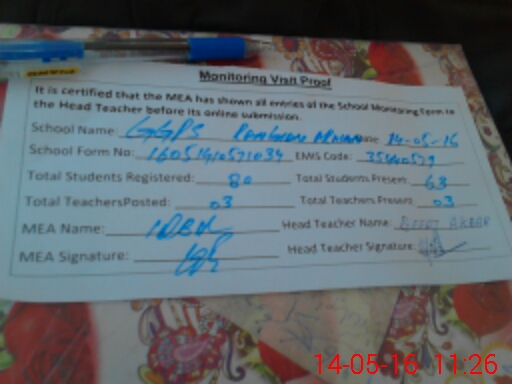 Monitoring Visit Proof
It is certified that the MEA has shown all entries of the School Monitoring Form to
the Head Teacher before its online submission.
School Name GGPS Date 14-05-16
School Form No: EMIS Code:
Total Students Registered: 80 Total Students Present: 63
Total Teachers Posted: 03 Total Teachers Present: 03
MEA Name: Head Teacher Name: AKBAR
MEA Signature: Head Teacher Signature:
14-05-16 11:26